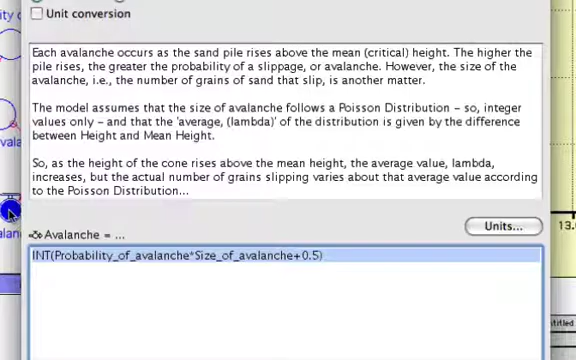 Unit conversion
Each avalanche occurs as the sand pile rises above the mean (critical) height. The higher the
pile rises, the greater the probability of a slippage, or avalanche. However, the size of the
avalanche, i.e., the number of grains of sand that slip, is another matter.
The model assumes that the size of avalanche follows a Poisson Distribution – so, integer
values only – and that the 'average, (lambda)' of the distribution is given by the difference
between Height and Mean Height.
So, as the height of the cone rises above the mean height, the average value, lambda,
increases, but the actual number of grains slipping varies about that average value according
to the Poisson Distribution...
Units...
Avalanche = ...
INT(Probability_of_avalanche*Size_of_avalanche+0.5)
13.